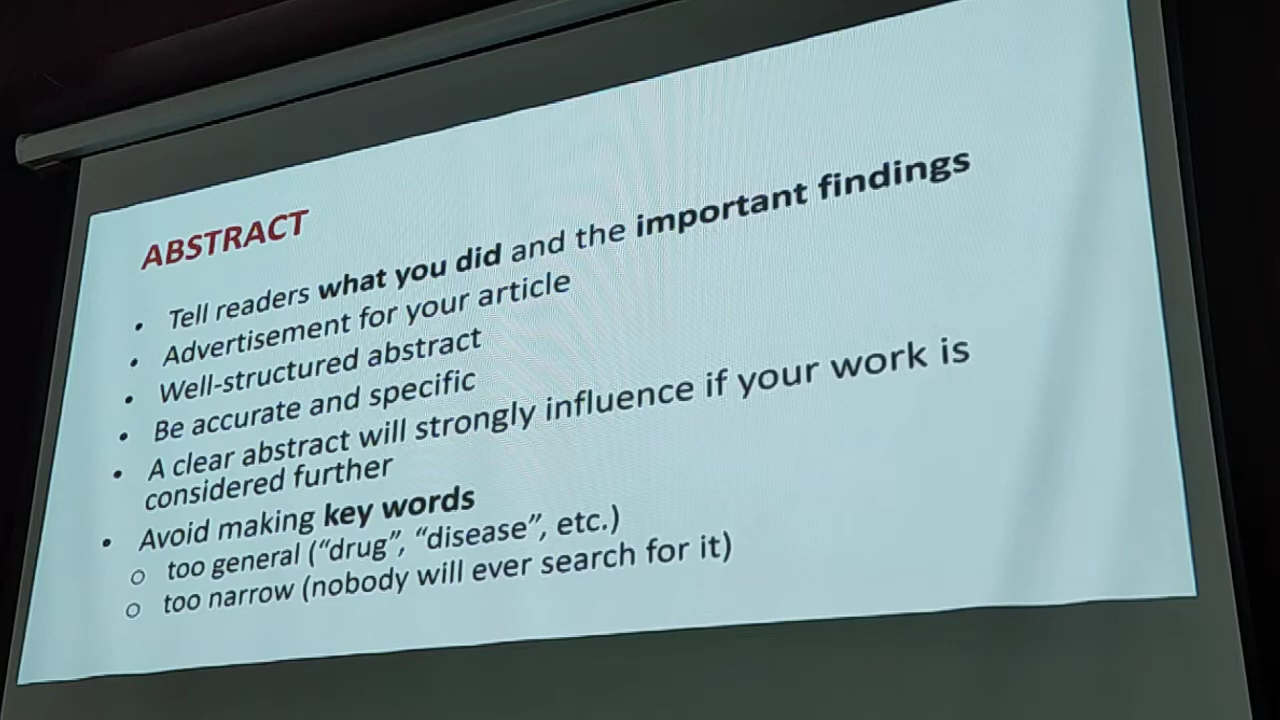 ABSTRACT
• Tell readers what you did and the important findings
• Advertisement for your article
• Well-structured abstract
• Be accurate and specific
• A clear abstract will strongly influence if your work is
considered further
• Avoid making key words
o too general (“drug”, “disease”, etc.)
o too narrow (nobody will ever search for it)